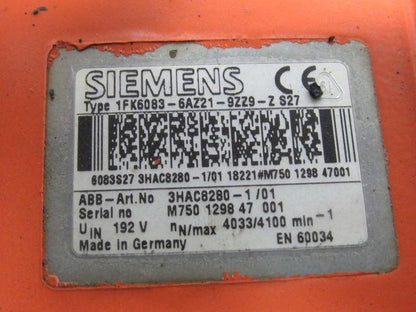 SIEMENS CE
Type 1FK6083-6AZ21-9ZZ9-Z S27
6083S27 3HAC8280-1/01 18221#M750 1298 47001
ABB-Art.No 3HAC8280-1/01
Serial no M750 1298 47 001
UIN 192 V nN/max 4033/4100 min-1
Made in Germany EN 60034